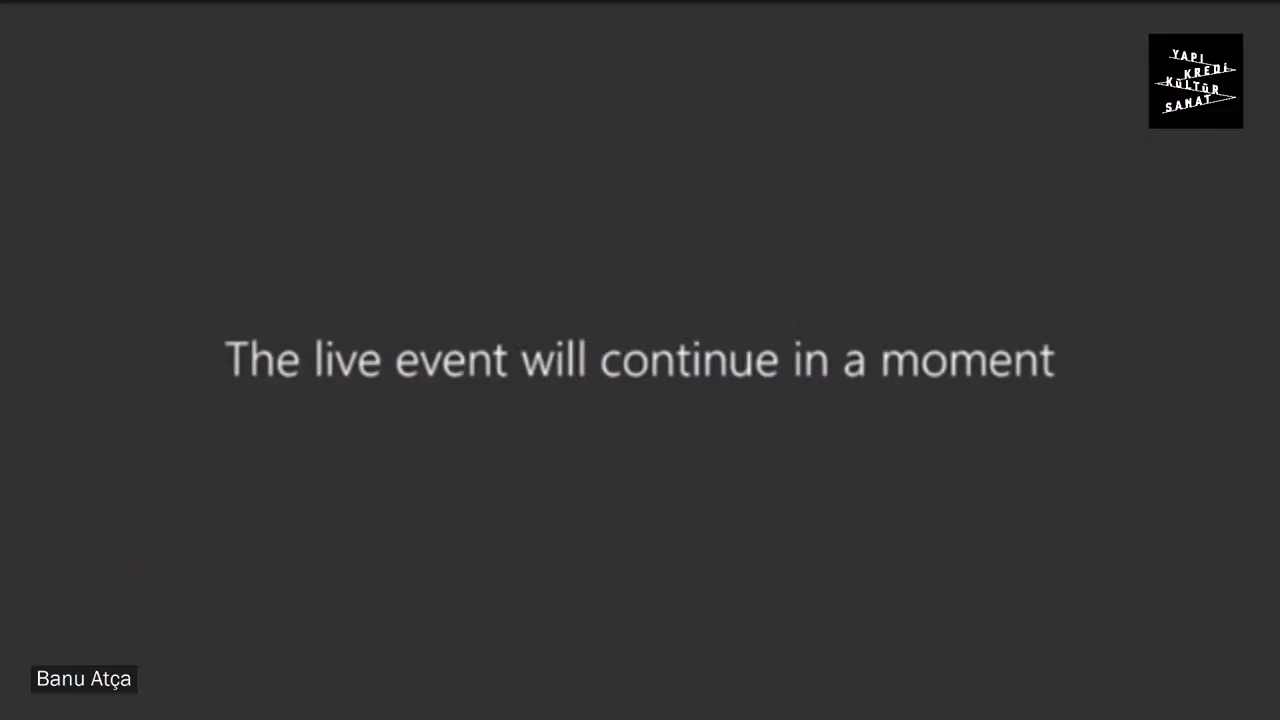 YAPI
KREDİ
KÜLTÜR
SANAT
The live event will continue in a moment
Banu Atça